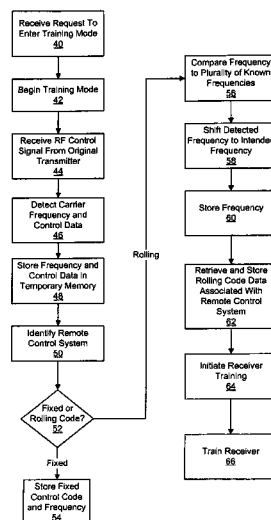 Receive Request To
Enter Training Mode
40
Begin Training Mode
42
Receive RF Control
Signal From Original
Transmitter
44
Detect Carrier
Frequency and
Control Data
46
Store Frequency and
Control Data In
Temporary Memory
48
Identify Remote
Control System
50
Fixed or
Rolling Code?
52
Fixed
Store Fixed
Control Code
and Frequency
54
Rolling
Compare Frequency
to Plurality of Known
Frequencies
56
Shift Detected
Frequency to Intended
Frequency
58
Store Frequency
60
Retrieve and Store
Rolling Code Data
Associated With
Remote Control
System
62
Initiate Receiver
Training
64
Train Receiver
66